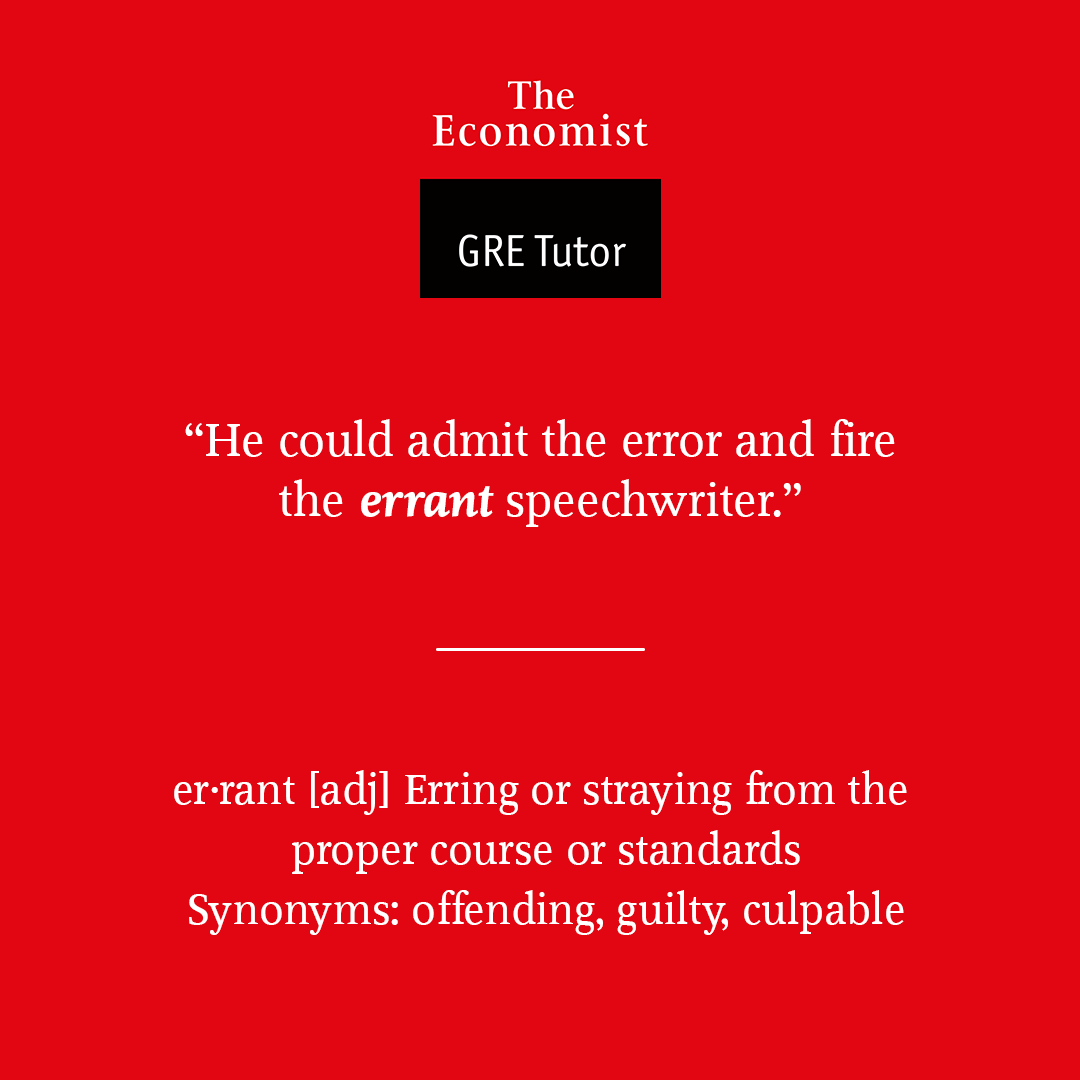 The
Economist
GRE Tutor
“He could admit the error and fire
the errant speechwriter.”
er·rant [adj] Erring or straying from the
proper course or standards
Synonyms: offending, guilty, culpable